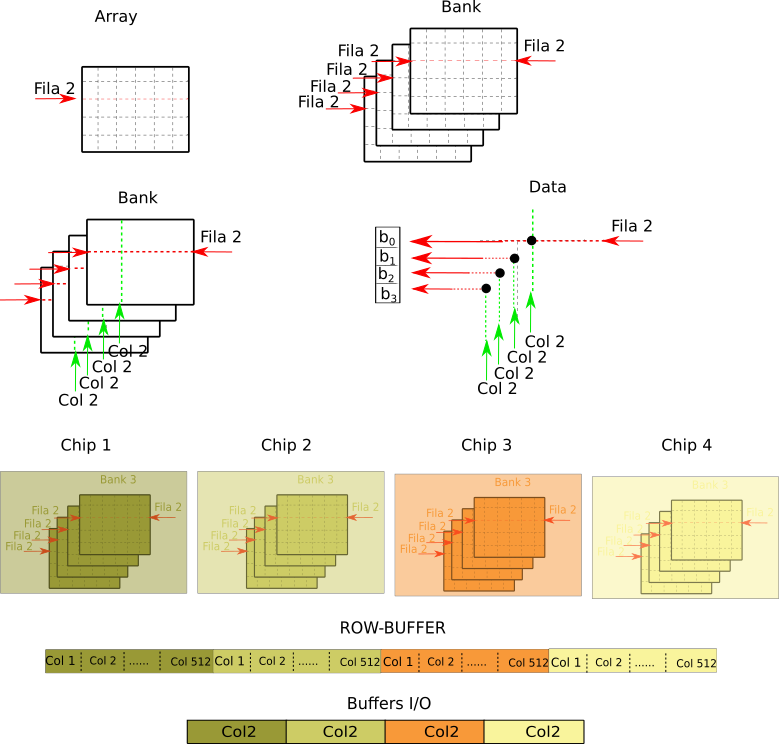 Array
Fila 2
Bank
Fila 2
Fila 2
Fila 2
Fila 2
Fila 2
Bank
Fila 2
Col 2
Col 2
Col 2
Col 2
Data
Fila 2
b0
b1
b2
b3
Col 2
Col 2
Col 2
Col 2
Chip 1
Chip 2
Chip 3
Chip 4
Bank 3
Fila 2
Fila 2
Fila 2
Fila 2
Fila 2
Bank 3
Fila 2
Fila 2
Fila 2
Fila 2
Fila 2
Bank 3
Fila 2
Fila 2
Fila 2
Fila 2
Fila 2
Bank 3
Fila 2
Fila 2
Fila 2
Fila 2
Fila 2
ROW-BUFFER
Col 1 Col 2 ...... Col 512 Col 1 Col 2 ...... Col 512 Col 1 Col 2 ...... Col 512 Col 1 Col 2 ...... Col 512
Buffers I/O
Col2 Col2 Col2 Col2